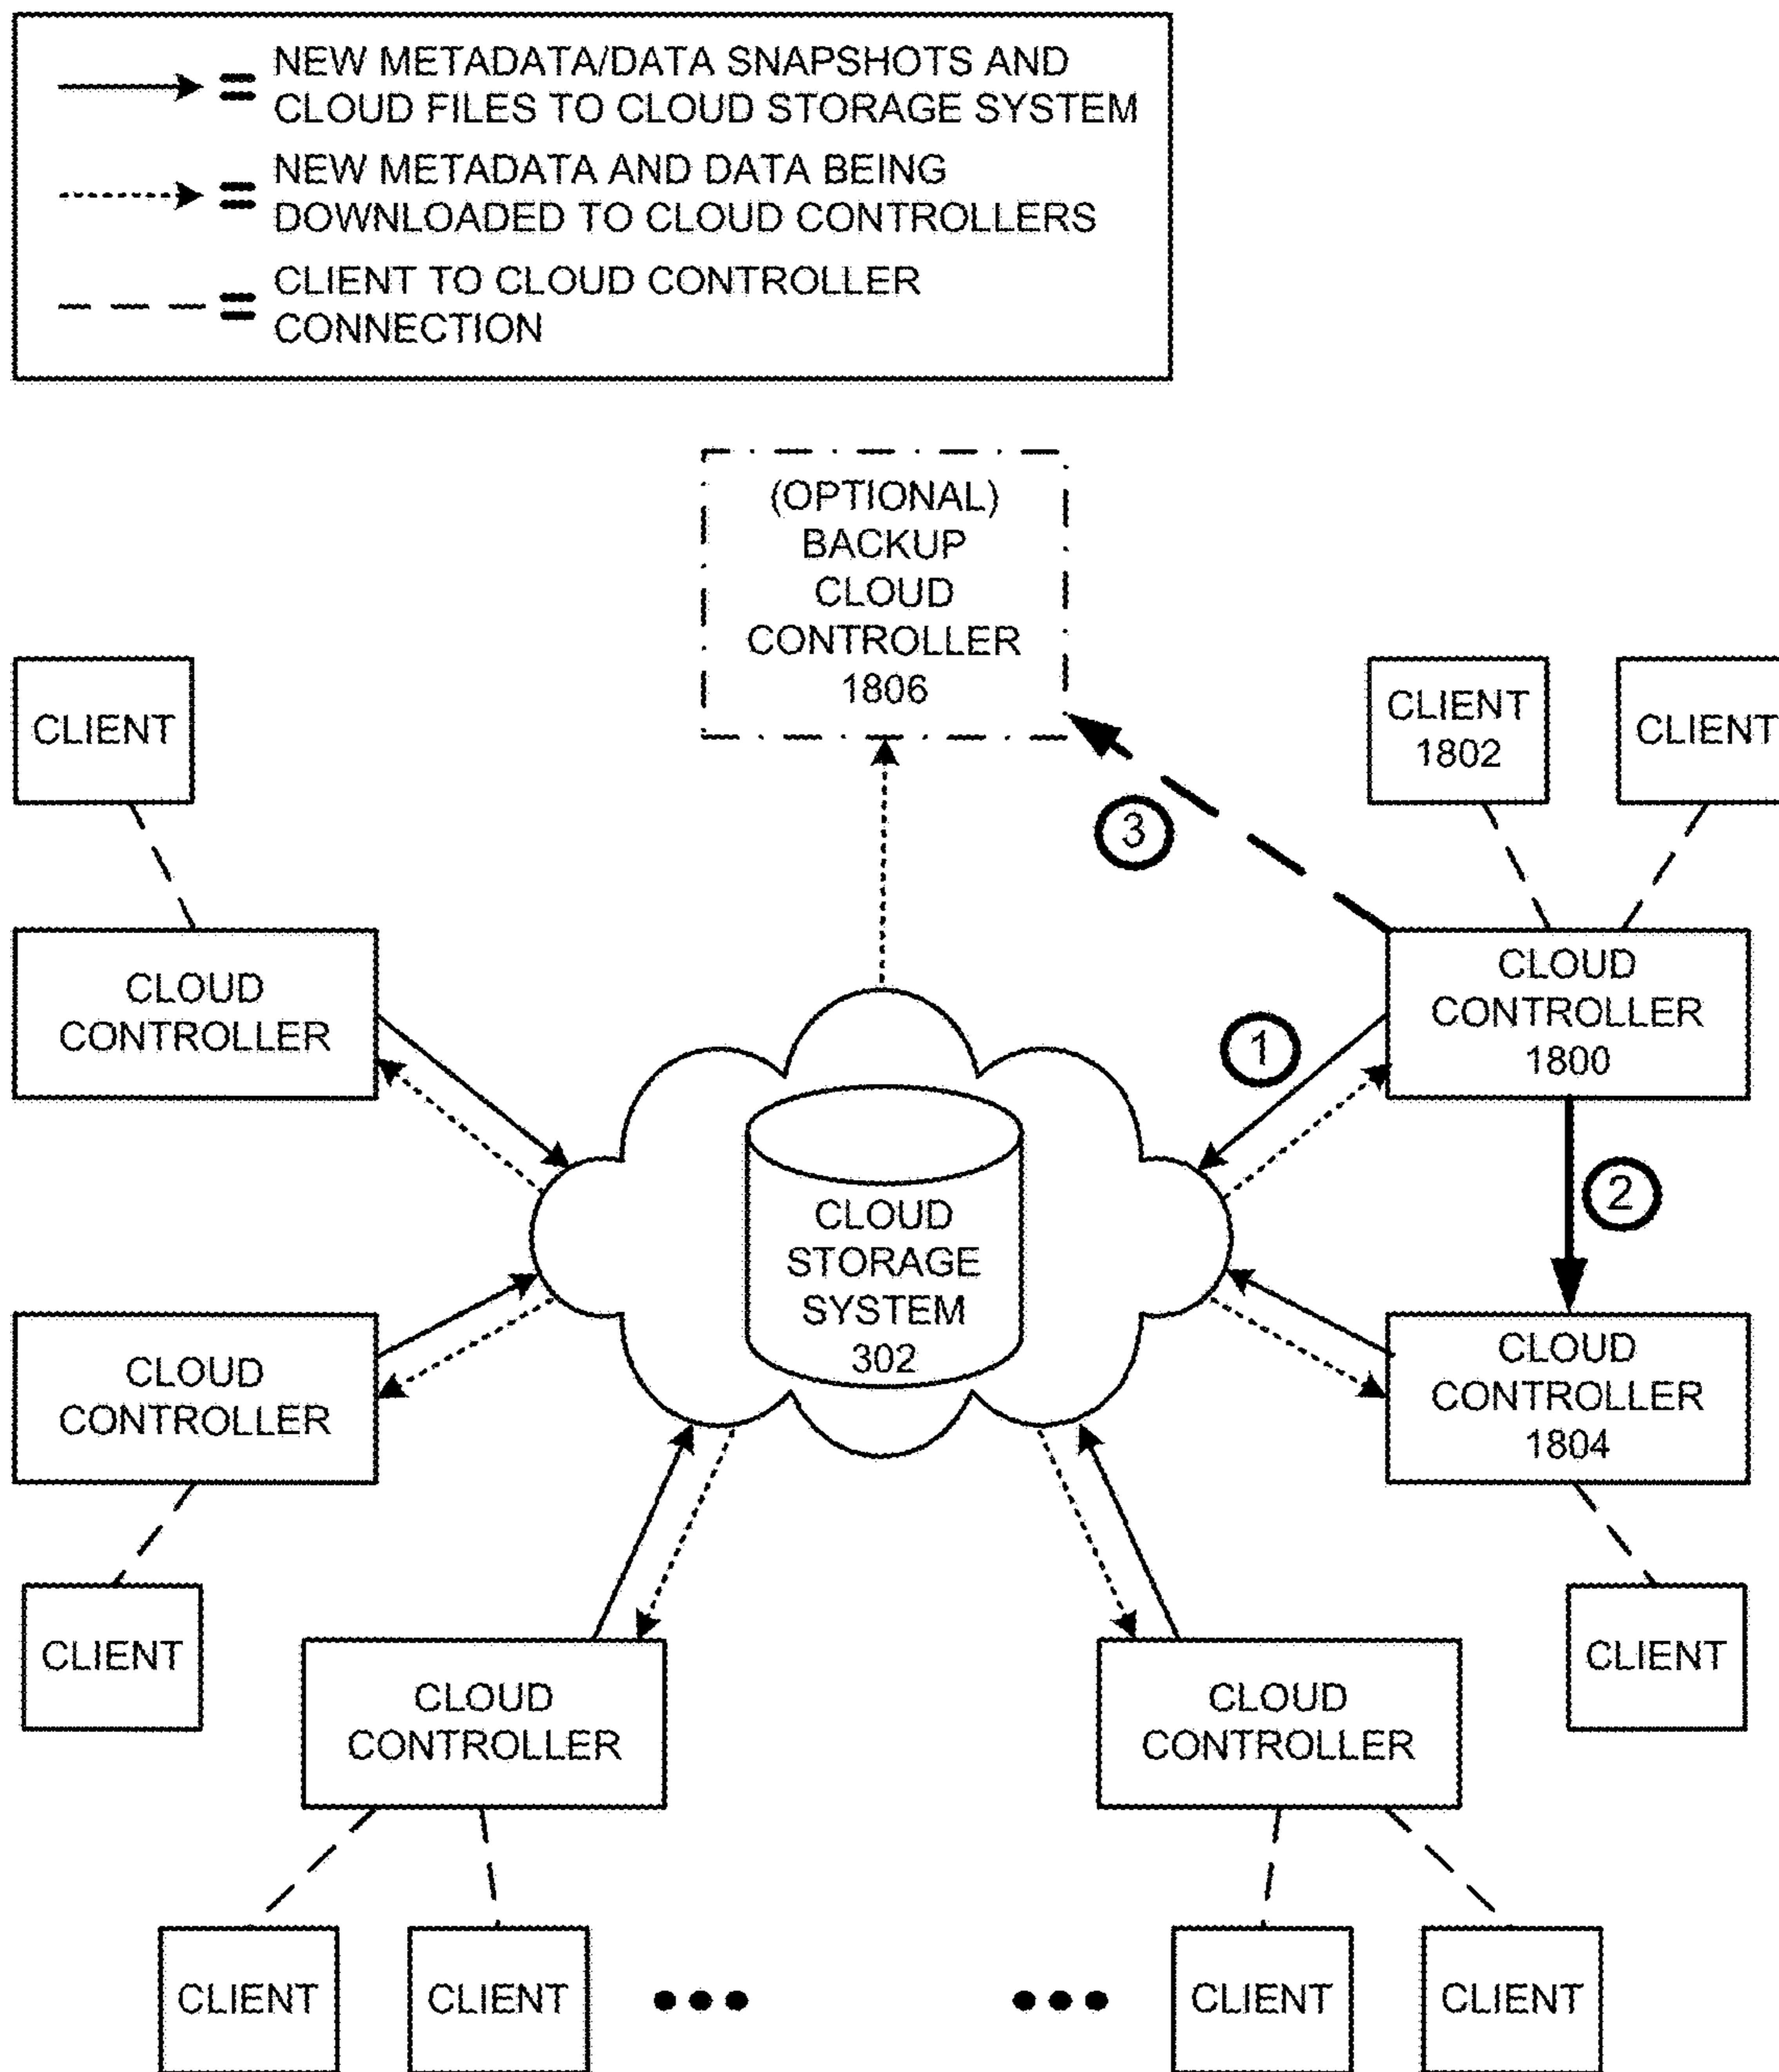 NEW METADATA/DATA SNAPSHOTS AND
CLOUD FILES TO CLOUD STORAGE SYSTEM
NEW METADATA AND DATA BEING
DOWNLOADED TO CLOUD CONTROLLERS
CLIENT TO CLOUD CONTROLLER
CONNECTION
(OPTIONAL)
BACKUP
CLOUD
CONTROLLER
1806
CLIENT
CLIENT
1802
CLIENT
3
CLOUD
CONTROLLER
CLOUD
CONTROLLER
1800
1
2
CLOUD
STORAGE
SYSTEM
302
CLOUD
CONTROLLER
CLOUD
CONTROLLER
1804
CLIENT
CLIENT
CLOUD
CONTROLLER
CLOUD
CONTROLLER
CLIENT
CLIENT
CLIENT
CLIENT